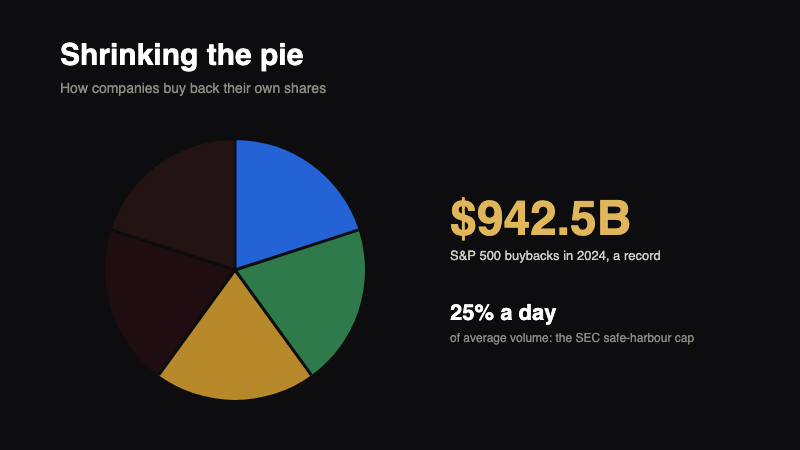 Shrinking the pie
How companies buy back their own shares
$942.5B
S&P 500 buybacks in 2024, a record
25% a day
of average volume: the SEC safe-harbour cap